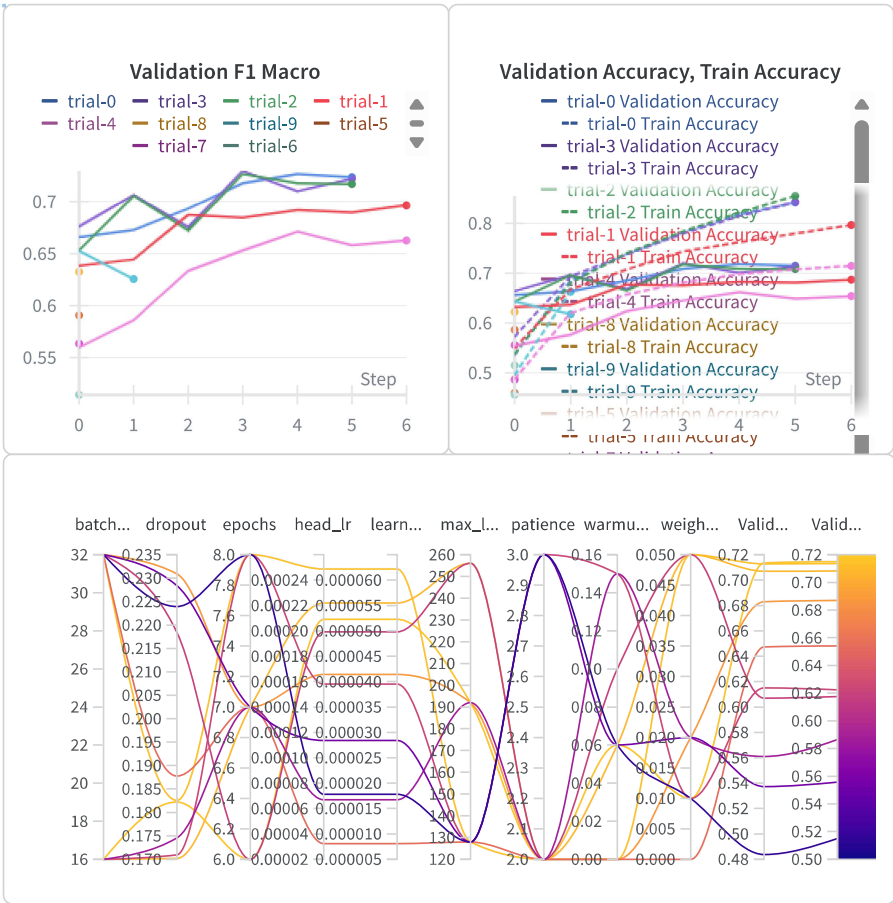 Validation F1 Macro
trial-0 trial-3 trial-2 trial-1
trial-4 trial-8 trial-9 trial-5
trial-7 trial-6
0.7
0.65
0.6
0.55
Step
0 1 2 3 4 5 6
Validation Accuracy, Train Accuracy
trial-0 Validation Accuracy
trial-0 Train Accuracy
trial-3 Validation Accuracy
trial-3 Train Accuracy
trial-2 Validation Accuracy
trial-2 Train Accuracy
trial-1 Validation Accuracy
trial-1 Train Accuracy
trial-4 Validation Accuracy
trial-4 Train Accuracy
trial-8 Validation Accuracy
trial-8 Train Accuracy
trial-9 Validation Accuracy
trial-9 Train Accuracy
trial-5 Validation Accuracy
trial-5 Train Accuracy
0.8
0.7
0.6
0.5
Step
0 1 2 3 4 5 6
batch... dropout epochs head_lr learn... max_l... patience warmu... weigh... Valid... Valid...
32 30 28 26 24 22 20 18 16
0.235 0.230 0.225 0.220 0.215 0.210 0.205 0.200 0.195 0.190 0.185 0.180 0.175 0.170
8.0 7.8 7.6 7.4 7.2 7.0 6.8 6.6 6.4 6.2 6.0
0.00024 0.00022 0.00020 0.00018 0.00016 0.00014 0.00012 0.00010 0.00008 0.00006 0.00004 0.00002
0.000060 0.000055 0.000050 0.000045 0.000040 0.000035 0.000030 0.000025 0.000020 0.000015 0.000010 0.000005
260 250 240 230 220 210 200 190 180 170 160 150 140 130 120
3.0 2.9 2.8 2.7 2.6 2.5 2.4 2.3 2.2 2.1 2.0
0.16 0.14 0.12 0.10 0.08 0.06 0.04 0.02 0.00
0.050 0.045 0.040 0.035 0.030 0.025 0.020 0.015 0.010 0.005 0.000
0.72 0.70 0.68 0.66 0.64 0.62 0.60 0.58 0.56 0.54 0.52 0.50 0.48
0.72 0.70 0.68 0.66 0.64 0.62 0.60 0.58 0.56 0.54 0.52 0.50